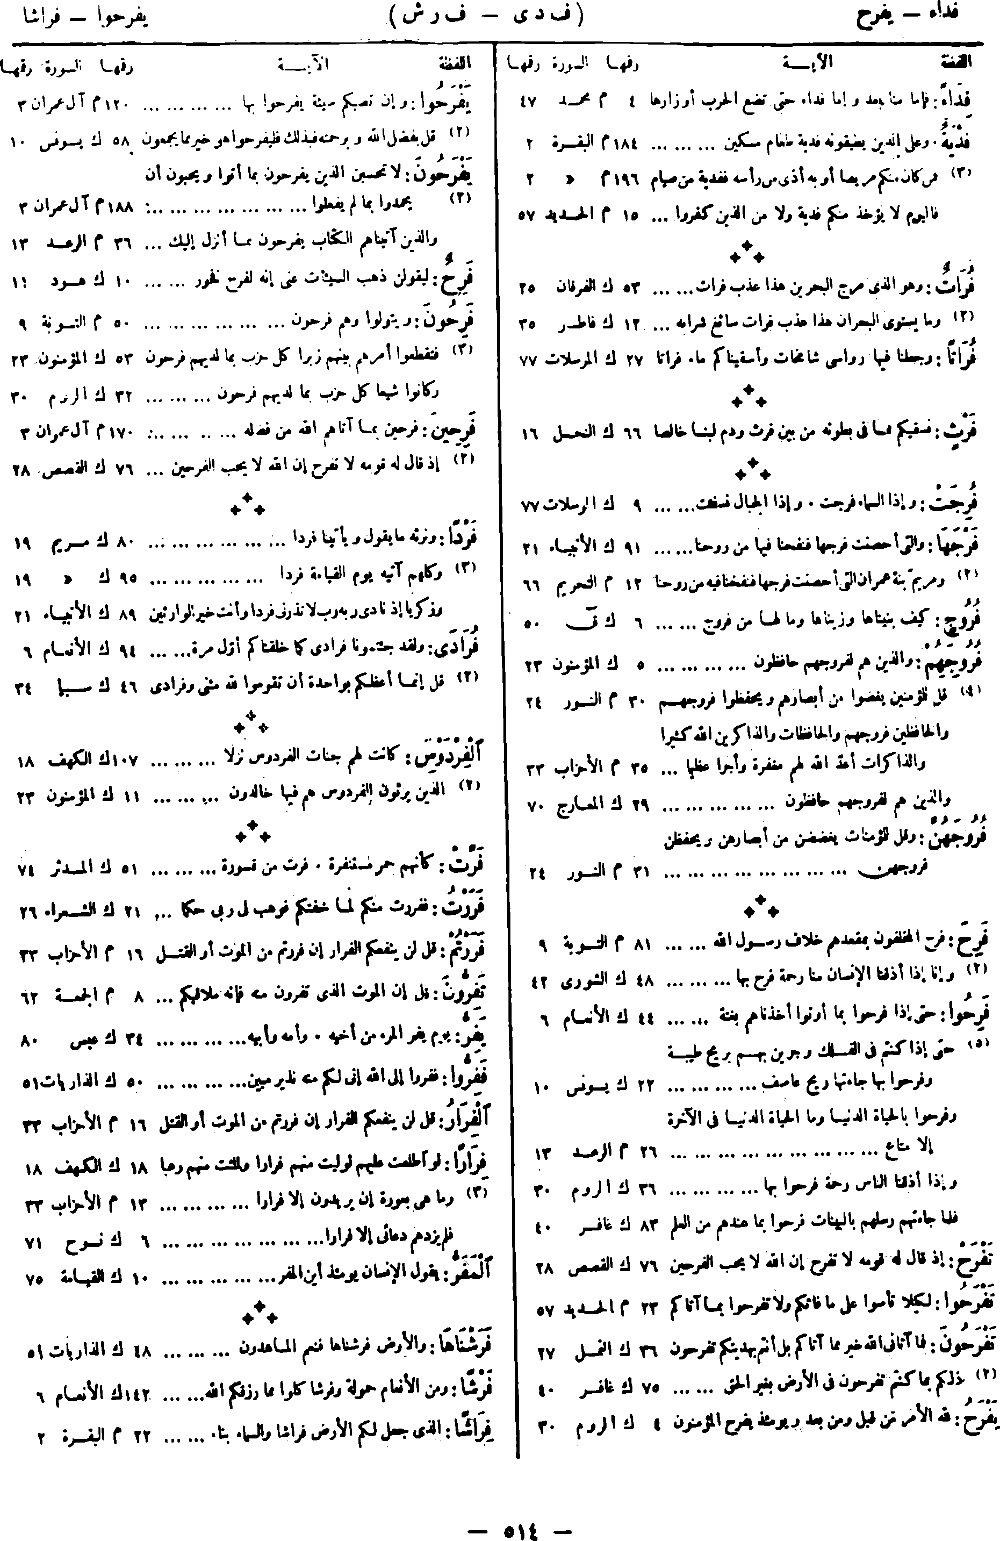 فداء — يفرح
(ف د ى — ف ر ش)
يفرحوا — فراشا
اللفظة الآيـــة رقمها السورة رقمها
فِدَاءً: فإما منا بعد و إما فداء حتى تضع الحرب أوزارها ٤ م محمد ٤٧
فِدْيَةٌ: وعلى الذين يطيقونه فدية طعام مسكين ... ... ... ١٨٤م البقرة ٢
(٣) فمن كان منكم مريضا أو به أذى من رأسه ففدية من صيام ١٩٦م » ٢
فاليوم لا يؤخذ منكم فدية ولا من الذين كفروا ... ١٥ م الحديد ٥٧
فُرَاتٌ: وهو الذى مرج البحرين هذا عذب فرات... ... ٥٣ ك الفرقان ٢٥
(٢) وما يستوى البحران هذا عذب فرات سائغ شرابه ... ١٢ ك فاطر ٣٥
فُرَاتًا: وجعلنا فيها رواسى شامخات وأسقيناكم ماء فراتا ٢٧ ك المرسلات ٧٧
فَرْثٍ: نسقيكم مما فى بطونه من بين فرث ودم لبنا خالصا ٦٦ ك النحل ١٦
فُرِجَتْ: و إذا السماء فرجت ٠ و إذا الجبال نسفت... ... ٩ ك المرسلات ٧٧
فَرْجَهَا: والتى أحصنت فرجها فنفخنا فيها من روحنا... ... ٩١ ك الأنبياء ٢١
(٢) ومريم ابنة عمران التى أحصنت فرجها فنفخنا فيه من روحنا ١٢ م التحريم ٦٦
فُرُوجٍ: كيف بنيناها وزيناها وما لها من فروج ... ... ٦ ك قٓ ٥٠
فُرُوجِهِمْ: والذين هم لفروجهم حافظون ... ... ... ... ٥ ك المؤمنون ٢٣
(٤) قل للمؤمنين يغضوا من أبصارهم ويحفظوا فروجهم ٣٠ م النور ٢٤
والحافظين فروجهم والحافظات والذاكرين الله كثيرا
والذاكرات أعد الله لهم مغفرة وأجرا عظيما ... ٣٥ م الأحزاب ٣٣
والذين هم لفروجهم حافظون ... ... ... ... ... ٢٩ ك المعارج ٧٠
فُرُوجَهُنَّ: وقل للمؤمنات يغضضن من أبصارهن ويحفظن
فروجهن ... ... ... ... ... ... ... ... ٣١ م النور ٢٤
فَرِحَ: فرح المخلفون بمقعدهم خلاف رسول الله ... ... ٨١ م التوبة ٩
(٢) و إنا إذا أذقنا الإنسان منا رحمة فرح بها ... ... ... ٤٨ ك الشورى ٤٢
فَرِحُوا: حتى إذا فرحوا بما أوتوا أخذناهم بغتة ... ... ٤٤ ك الأنعام ٦
(٥) حتى إذا كنتم فى الفلك وجرين بهم بريح طيبة
وفرحوا بها جاءتها ريح عاصف... ... ... ... ٢٢ ك يونس ١٠
وفرحوا بالحياة الدنيا وما الحياة الدنيا فى الآخرة
إلا متاع ... ... ... ... ... ... ... ... ٢٦ م الرعد ١٣
و إذا أذقنا الناس رحمة فرحوا بها ... ... ... ... ٣٦ ك الروم ٣٠
فلما جاءتهم رسلهم بالبينات فرحوا بما عندهم من العلم ٨٣ ك غافر ٤٠
تَفْرَحْ: إذ قال له قومه لا تفرح إن الله لا يحب الفرحين ٧٦ ك القصص ٢٨
تَفْرَحُوا: لكيلا تأسوا على ما فاتكم ولا تفرحوا بما آتاكم ٢٣ م الحديد ٥٧
تَفْرَحُونَ: فما آتانى الله خير مما آتاكم بل أنتم بهديتكم تفرحون ٣٦ ك النمل ٢٧
(٢) ذلكم بما كنتم تفرحون فى الأرض بغير الحق ... ... ٧٥ ك غافر ٤٠
يَفْرَحُ: لله الأمر من قبل ومن بعد و يومئذ يفرح المؤمنون ٤ ك الروم ٣٠
اللفظة الآيـــة رقمها السورة رقمها
يَفْرَحُوا: و إن تصبكم سيئة يفرحوا بها ... ... ... ... ١٢٠م آل عمران ٣
(٢) قل بفضل الله و برحمته فبذلك فليفرحوا هو خير مما يجمعون ٥٨ ك يونس ١٠
يَفْرَحُونَ: لا تحسبن الذين يفرحون بما أتوا و يحبون أن
(٢) يحمدوا بما لم يفعلوا ... ... ... ... ... ... ... ١٨٨م آل عمران ٣
والذين آتيناهم الكتاب يفرحون بما أنزل إليك ... ٣٦ م الرعد ١٣
فَرِحٌ: ليقولن ذهب السيئات عنى إنه لفرح فخور ... ... ١٠ ك هود ١١
فَرِحُونَ: و يتولوا وهم فرحون ... ... ... ... ... ... ٥٠ م التوبة ٩
(٣) فتقطعوا أمرهم بينهم زبرا كل حزب بما لديهم فرحون ٥٣ ك المؤمنون ٢٣
وكانوا شيعا كل حزب بما لديهم فرحون ... ... ... ٣٢ ك الروم ٣٠
فَرِحِينَ: فرحين بما آتاهم الله من فضله ... ... ... ... ١٧٠م آل عمران ٣
(٢) إذ قال له قومه لا تفرح إن الله لا يحب الفرحين ... ٧٦ ك القصص ٢٨
فَرْدًا: ونرثه ما يقول و يأتينا فردا ... ... ... ... ... ... ٨٠ ك مريم ١٩
(٣) وكلهم آتيه يوم القيامة فردا ... ... ... ... ... ٩٥ ك » ١٩
وزكريا إذ نادى ربه رب لا تذرنى فردا وأنت خير الوارثين ٨٩ ك الأنبياء ٢١
فُرَادَى: ولقد جئتمونا فرادى كما خلقناكم أول مرة... ... ٩٤ ك الأنعام ٦
(٢) قل إنما أعظكم بواحدة أن تقوموا لله مثنى وفرادى ٤٦ ك سبإ ٣٤
اَلْفِرْدَوْسِ: كانت لهم جنات الفردوس نزلا ... ... ... ١٠٧ك الكهف ١٨
(٢) الذين يرثون الفردوس هم فيها خالدون ... ... ... ١١ ك المؤمنون ٢٣
فَرَّتْ: كأنهم حمر مستنفرة ٠ فرت من قسورة ... ... ... ٥١ ك المدثر ٧٤
فَرَرْتُ: ففررت منكم لما خفتكم فوهب لى ربى حكما ... ٢١ ك الشعراء ٢٦
فَرَرْتُمْ: قل لن ينفعكم الفرار إن فررتم من الموت أو القتل ١٦ م الأحزاب ٣٣
تَفِرُّونَ: قل إن الموت الذى تفرون منه فإنه ملاقيكم ... ٨ م الجمعة ٦٢
يَفِرُّ: يوم يفر المرء من أخيه ٠ وأمه وأبيه... ... ... ... ٣٤ ك عبس ٨٠
فَفِرُّوا: ففروا إلى الله إنى لكم منه نذير مبين... ... ... ... ٥٠ ك الذاريات ٥١
اَلْفِرَارُ: قل لن ينفعكم الفرار إن فررتم من الموت أو القتل ١٦ م الأحزاب ٣٣
فِرَارًا: لو اطلعت عليهم لوليت منهم فرارا ولملئت منهم رعبا ١٨ ك الكهف ١٨
(٣) وما هى بعورة إن يريدون إلا فرارا ... ... ... ... ١٣ م الأحزاب ٣٣
فلم يزدهم دعائى إلا فرارا... ... ... ... ... ... ... ٦ ك نوح ٧١
اَلْمَفَرُّ: يقول الإنسان يومئذ أين المفر... ... ... ... ... ١٠ ك القيامة ٧٥
فَرَشْنَاهَا: والأرض فرشناها فنعم الماهدون ... ... ... ٤٨ ك الذاريات ٥١
فَرْشًا: ومن الأنعام حمولة وفرشا كلوا مما رزقكم الله... ... ١٤٢ك الأنعام ٦
فِرَاشًا: الذى جعل لكم الأرض فراشا والسماء بناء ... ... ٢٢ م البقرة ٢
— ٥١٤ —